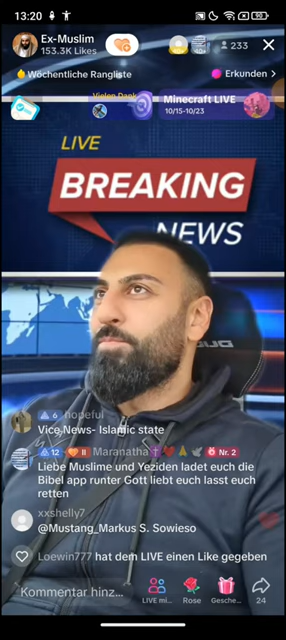 13:20
90
Ex-Muslim
153.3K Likes
233
Wöchentliche Rangliste
Erkunden >
Vielen Dank
Minecraft LIVE
10/15-10/23
LIVE
BREAKING
NEWS
6 hopeful
Vice News- Islamic state
12 II Maranatha Nr. 2
Liebe Muslime und Yeziden ladet euch die
Bibel app runter Gott liebt euch lasst euch
retten
xxshelly7
@Mustang_Markus S. Sowieso
Loewin777 hat dem LIVE einen Like gegeben
Kommentar hinz...
LIVE mi...
Rose
Gesche...
24